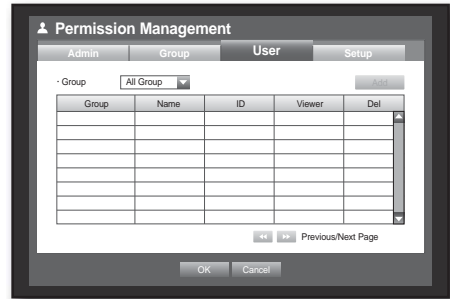 Permission Management
Admin Group User Setup
· Group All Group Add
Group Name ID Viewer Del
Previous/Next Page
OK Cancel